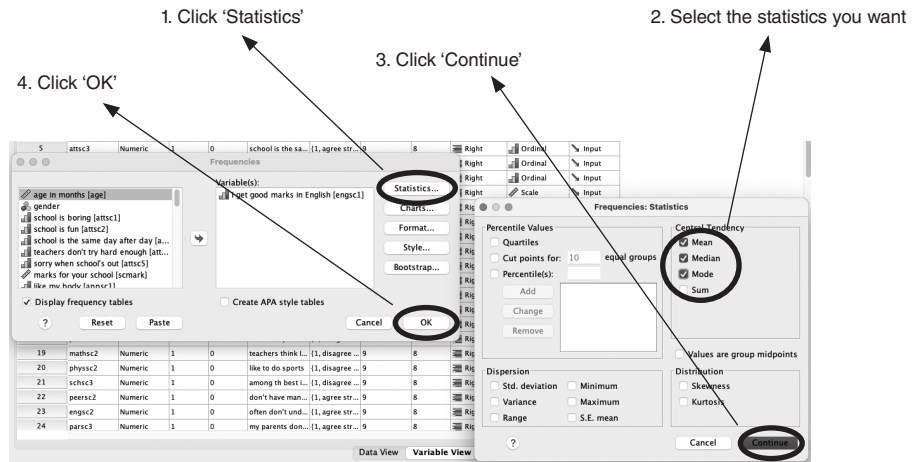 1. Click ‘Statistics’
2. Select the statistics you want
3. Click ‘Continue’
4. Click ‘OK’
5 attsc3 Numeric 1 0 school is the sa... {1, agree str... 9 8 Right Ordinal Input
Right Ordinal Input
Right Ordinal Input
Right Scale Input
Frequencies
Variable(s):
age in months [age]
gender
school is boring [attsc1]
school is fun [attsc2]
school is the same day after day [a...
teachers don't try hard enough [att...
sorry when school's out [attsc5]
marks for your school [scmark]
I get good marks in English [engsc1]
Statistics...
Charts...
Format...
Style...
Bootstrap...
Display frequency tables
Create APA style tables
? Reset Paste Cancel OK
Frequencies: Statistics
Percentile Values
Quartiles
Cut points for: 10 equal groups
Percentile(s):
Add
Change
Remove
Central Tendency
Mean
Median
Mode
Sum
Values are group midpoints
Dispersion
Std. deviation Minimum
Variance Maximum
Range S.E. mean
Distribution
Skewness
Kurtosis
? Cancel Continue
19 mathsc2 Numeric 1 0 teachers think I... {1, disagree ... 9 8
20 physsc2 Numeric 1 0 like to do sports {1, disagree ... 9 8
21 schsc3 Numeric 1 0 among th best i... {1, disagree ... 9 8
22 peersc2 Numeric 1 0 don't have man... {1, agree str... 9 8
23 engsc2 Numeric 1 0 often don't und... {1, agree str... 9 8
24 parsc3 Numeric 1 0 my parents don... {1, agree str... 9 8
Data View Variable View